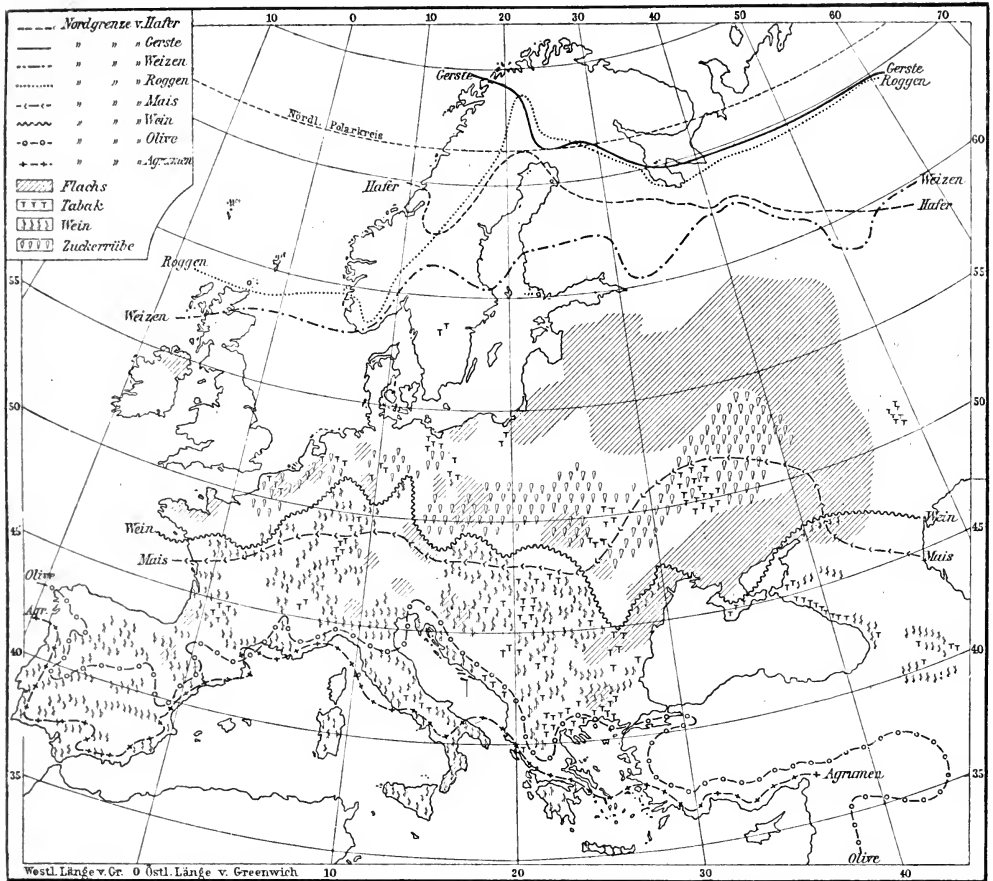 10 0 10 20 30 40 50 60 70
Nordgrenze v. Hafer
" " " Gerste
" " " Weizen
" " " Roggen
" " " Mais
" " " Wein
" " " Olive
" " " Agrumen
Flachs
Tabak
Wein
Zuckerrübe
Gerste
Gerste
Roggen
Nördl. Polarkreis
60
Hafer
Weizen
Hafer
Roggen
55
55
Weizen
50
50
Wein
Wein
45
45
Mais
Mais
Olive
Agr.
40
40
35
35
Agrumen
Olive
Westl. Länge v. Gr. 0 Östl. Länge v. Greenwich 10 20 30 40